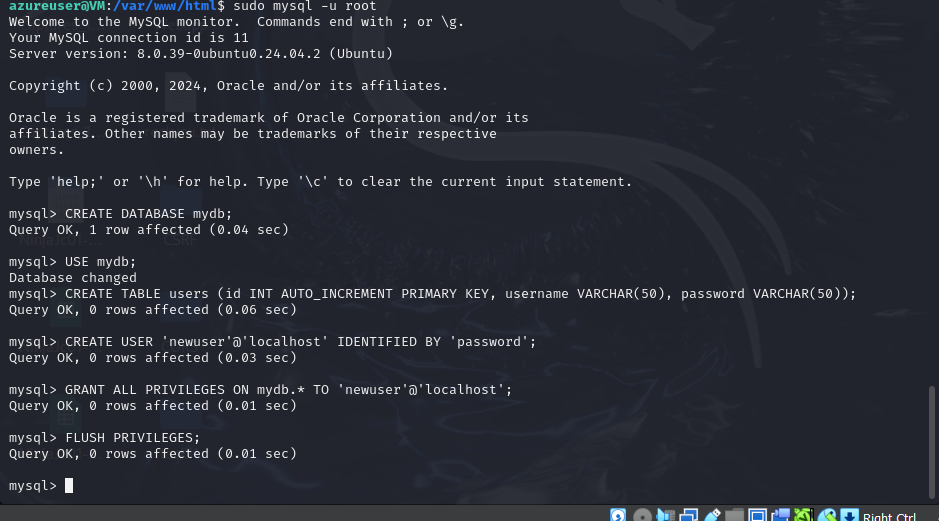 azureuser@VM:/var/www/html$ sudo mysql -u root
Welcome to the MySQL monitor.  Commands end with ; or \g.
Your MySQL connection id is 11
Server version: 8.0.39-0ubuntu0.24.04.2 (Ubuntu)
Copyright (c) 2000, 2024, Oracle and/or its affiliates.
Oracle is a registered trademark of Oracle Corporation and/or its
affiliates. Other names may be trademarks of their respective
owners.
Type 'help;' or '\h' for help. Type '\c' to clear the current input statement.
mysql> CREATE DATABASE mydb;
Query OK, 1 row affected (0.04 sec)
mysql> USE mydb;
Database changed
mysql> CREATE TABLE users (id INT AUTO_INCREMENT PRIMARY KEY, username VARCHAR(50), password VARCHAR(50));
Query OK, 0 rows affected (0.06 sec)
mysql> CREATE USER 'newuser'@'localhost' IDENTIFIED BY 'password';
Query OK, 0 rows affected (0.03 sec)
mysql> GRANT ALL PRIVILEGES ON mydb.* TO 'newuser'@'localhost';
Query OK, 0 rows affected (0.01 sec)
mysql> FLUSH PRIVILEGES;
Query OK, 0 rows affected (0.01 sec)
mysql>
CSRF
Right Ctrl